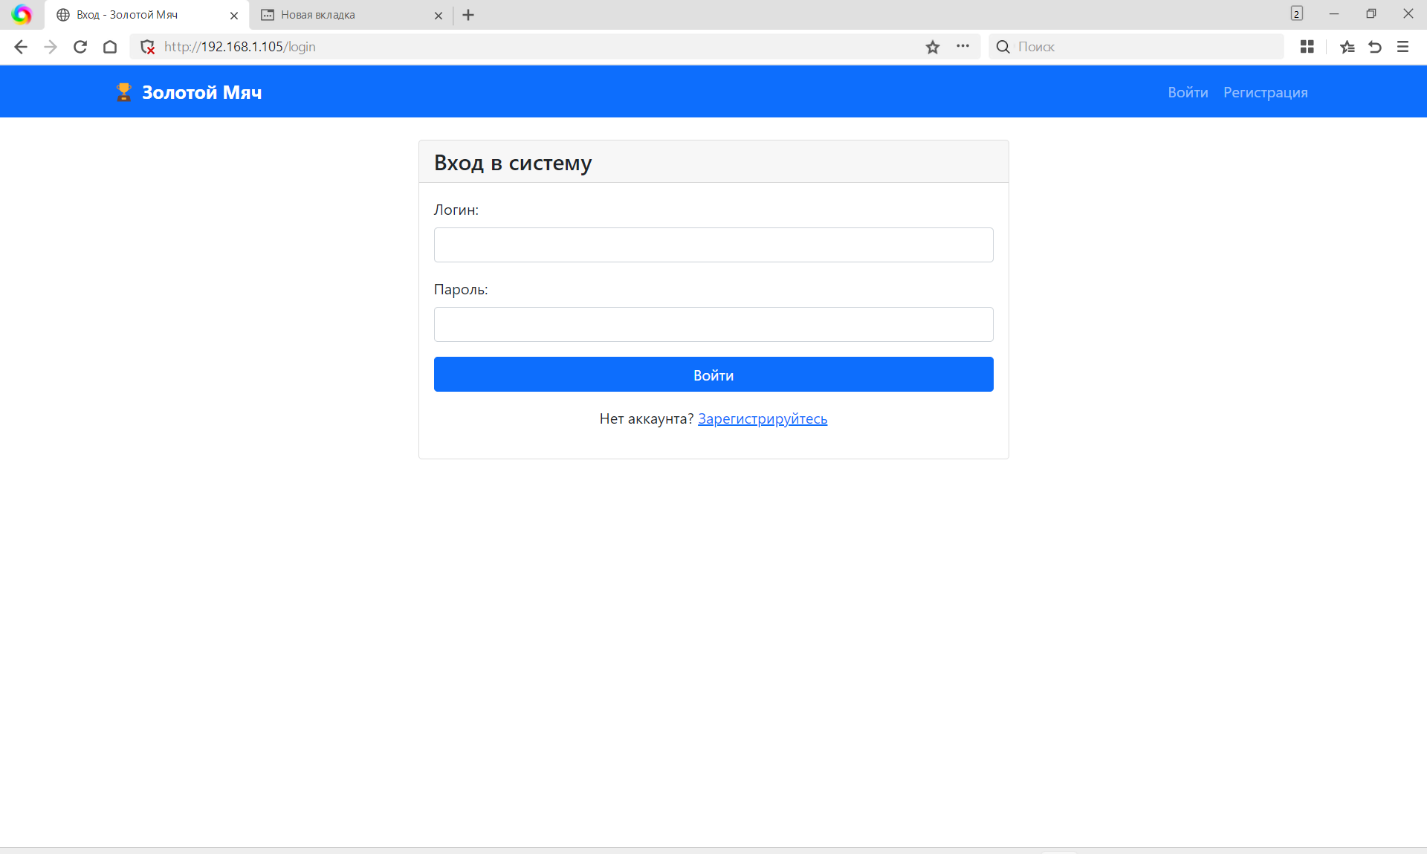 Вход - Золотой Мяч
Новая вкладка
2
http://192.168.1.105/login
Поиск
Золотой Мяч
Войти
Регистрация
Вход в систему
Логин:
Пароль:
Войти
Нет аккаунта? Зарегистрируйтесь